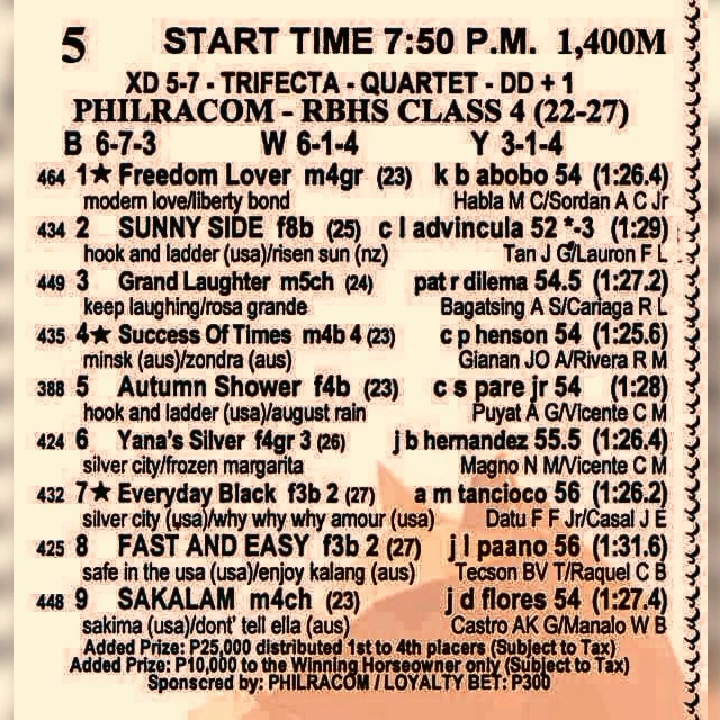 5 START TIME 7:50 P.M. 1,400M
XD 5-7 - TRIFECTA - QUARTET - DD + 1
PHILRACOM - RBHS CLASS 4 (22-27)
B 6-7-3 W 6-1-4 Y 3-1-4
464 1★ Freedom Lover m4gr (23) k b abobo 54 (1:26.4)
modern love/liberty bond Habla M C/Sordan A C Jr
434 2 SUNNY SIDE f8b (25) c l advincula 52 *-3 (1:29)
hook and ladder (usa)/risen sun (nz) Tan J G/Lauron F L
449 3 Grand Laughter m5ch (24) pat r dilema 54.5 (1:27.2)
keep laughing/rosa grande Bagatsing A S/Cariaga R L
435 4★ Success Of Times m4b 4 (23) c p henson 54 (1:25.6)
minsk (aus)/zondra (aus) Gianan JO A/Rivera R M
388 5 Autumn Shower f4b (23) c s pare jr 54 (1:28)
hook and ladder (usa)/august rain Puyat A G/Vicente C M
424 6 Yana's Silver f4gr 3 (26) j b hernandez 55.5 (1:26.4)
silver city/frozen margarita Magno N M/Vicente C M
432 7★ Everyday Black f3b 2 (27) a m tancioco 56 (1:26.2)
silver city (usa)/why why why amour (usa) Datu F F Jr/Casal J E
425 8 FAST AND EASY f3b 2 (27) j l paano 56 (1:31.6)
safe in the usa (usa)/enjoy kalang (aus) Tecson BV T/Raquel C B
448 9 SAKALAM m4ch (23) j d flores 54 (1:27.4)
sakima (usa)/dont' tell ella (aus) Castro AK G/Manalo W B
Added Prize: P25,000 distributed 1st to 4th placers (Subject to Tax)
Added Prize: P10,000 to the Winning Horseowner only (Subject to Tax)
Sponsered by: PHILRACOM / LOYALTY BET: P300